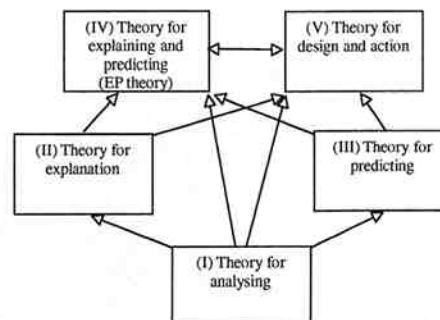 (IV) Theory for
explaining and
predicting
(EP theory)
(V) Theory for
design and action
(II) Theory for
explanation
(III) Theory for
predicting
(I) Theory for
analysing